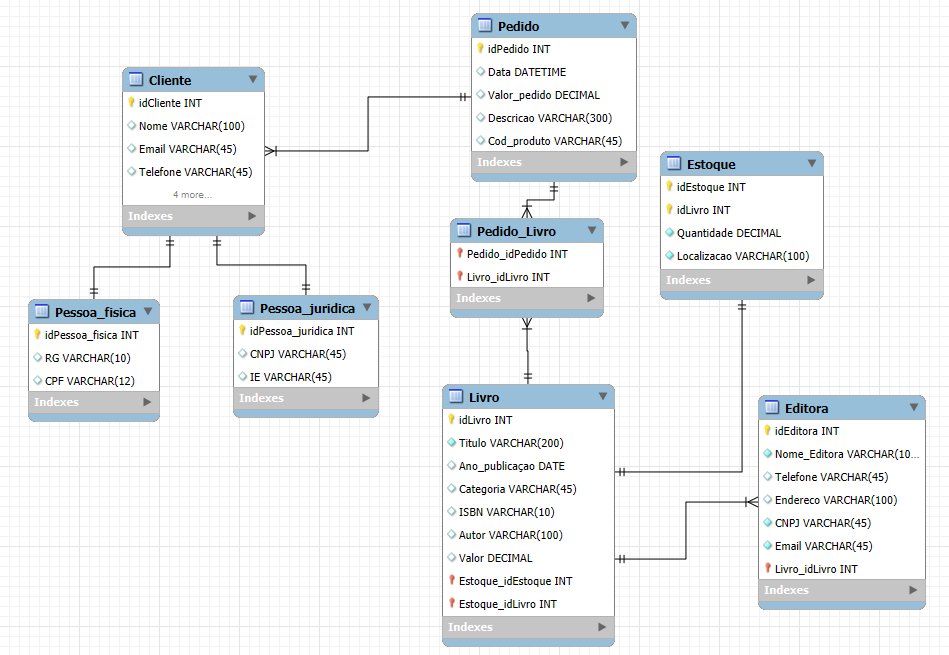 Pedido
idPedido INT
Data DATETIME
Valor_pedido DECIMAL
Descricao VARCHAR(300)
Cod_produto VARCHAR(45)
Indexes
Cliente
idCliente INT
Nome VARCHAR(100)
Email VARCHAR(45)
Telefone VARCHAR(45)
4 more...
Indexes
Estoque
idEstoque INT
idLivro INT
Quantidade DECIMAL
Localizacao VARCHAR(100)
Indexes
Pedido_Livro
Pedido_idPedido INT
Livro_idLivro INT
Indexes
Pessoa_fisica
idPessoa_fisica INT
RG VARCHAR(10)
CPF VARCHAR(12)
Indexes
Pessoa_juridica
idPessoa_juridica INT
CNPJ VARCHAR(45)
IE VARCHAR(45)
Indexes
Livro
idLivro INT
Titulo VARCHAR(200)
Ano_publicaçao DATE
Categoria VARCHAR(45)
ISBN VARCHAR(10)
Autor VARCHAR(100)
Valor DECIMAL
Estoque_idEstoque INT
Estoque_idLivro INT
Indexes
Editora
idEditora INT
Nome_Editora VARCHAR(10...
Telefone VARCHAR(45)
Endereco VARCHAR(100)
CNPJ VARCHAR(45)
Email VARCHAR(45)
Livro_idLivro INT
Indexes